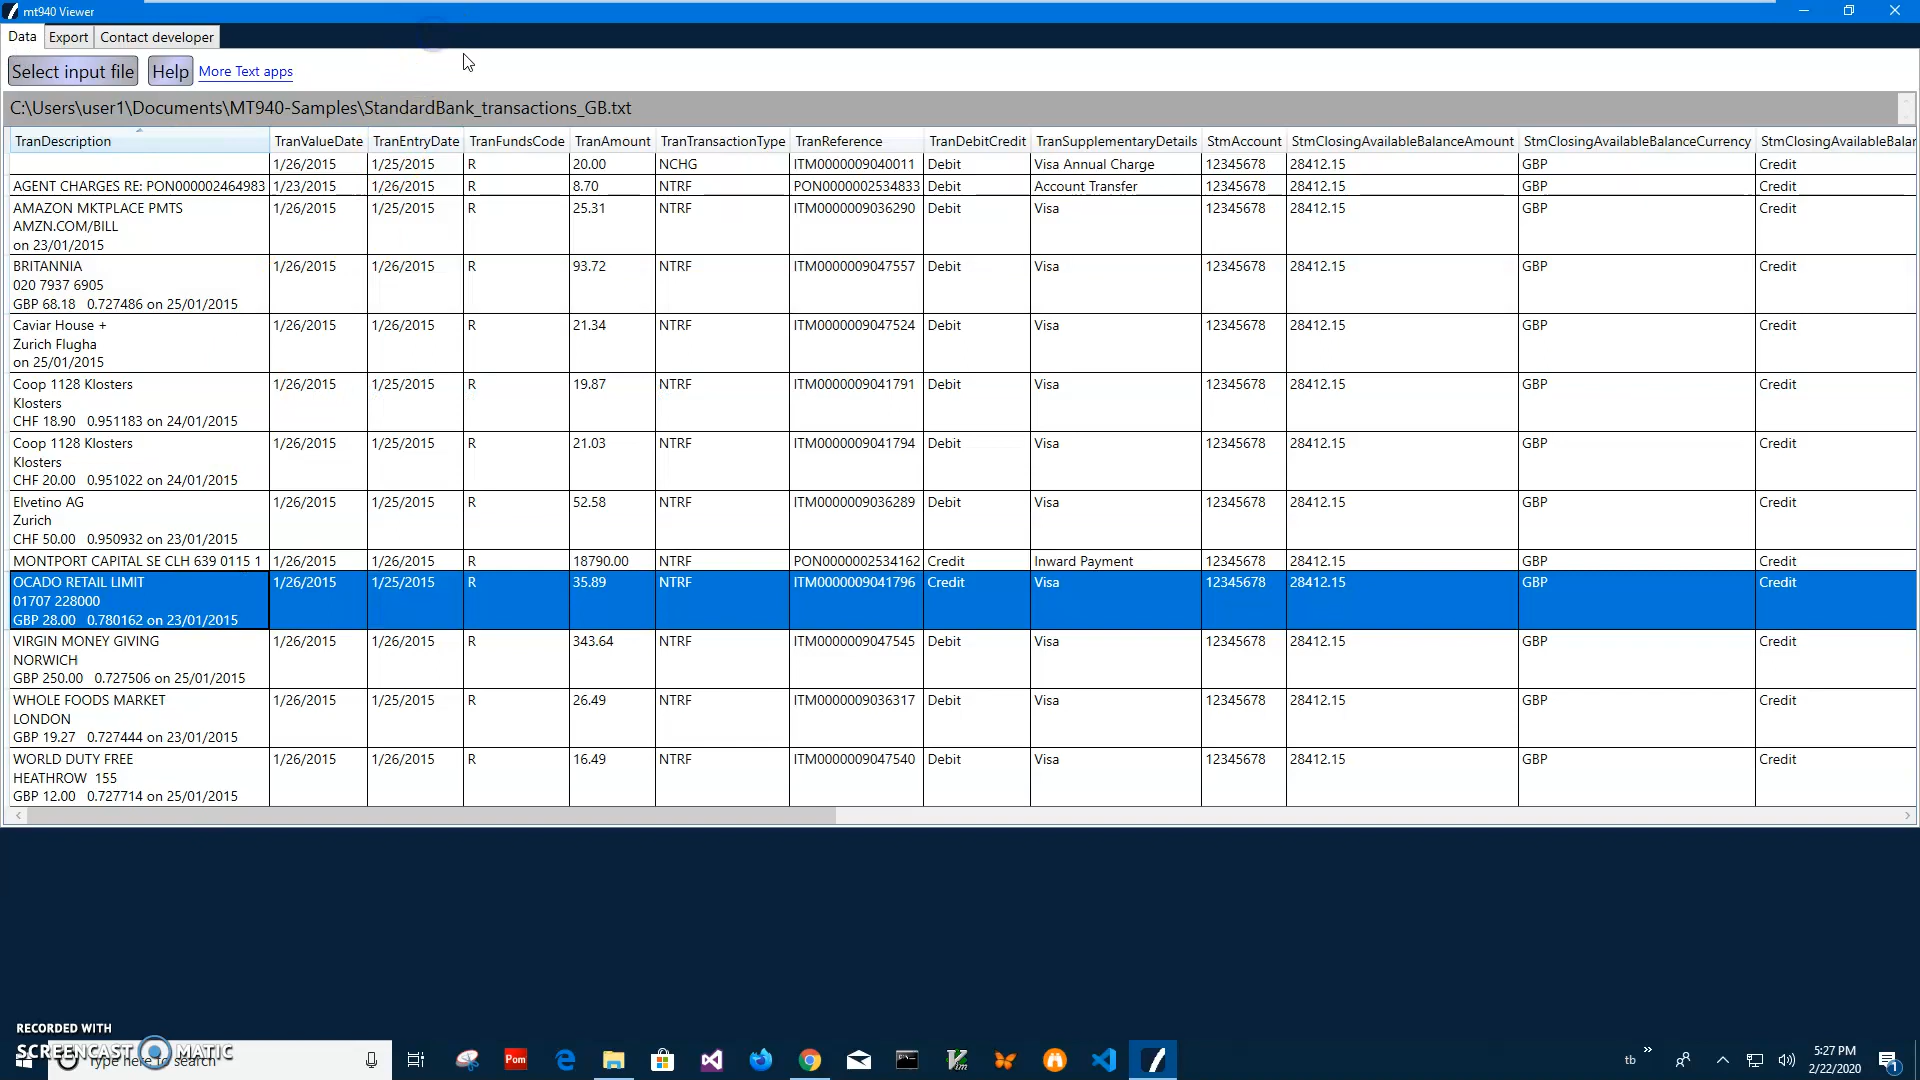 mt940 Viewer
Data Export Contact developer
Select input file Help More Text apps
C:\Users\user1\Documents\MT940-Samples\StandardBank_transactions_GB.txt
TranDescription TranValueDate TranEntryDate TranFundsCode TranAmount TranTransactionType TranReference TranDebitCredit TranSupplementaryDetails StmAccount StmClosingAvailableBalanceAmount StmClosingAvailableBalanceCurrency StmClosingAvailableBalar
1/26/2015 1/25/2015 R 20.00 NCHG ITM0000009040011 Debit Visa Annual Charge 12345678 28412.15 GBP Credit
AGENT CHARGES RE: PON000002464983 1/23/2015 1/26/2015 R 8.70 NTRF PON0000002534833 Debit Account Transfer 12345678 28412.15 GBP Credit
AMAZON MKTPLACE PMTS 1/26/2015 1/25/2015 R 25.31 NTRF ITM0000009036290 Debit Visa 12345678 28412.15 GBP Credit
AMZN.COM/BILL
on 23/01/2015
BRITANNIA 1/26/2015 1/26/2015 R 93.72 NTRF ITM0000009047557 Debit Visa 12345678 28412.15 GBP Credit
020 7937 6905
GBP 68.18 0.727486 on 25/01/2015
Caviar House + 1/26/2015 1/26/2015 R 21.34 NTRF ITM0000009047524 Debit Visa 12345678 28412.15 GBP Credit
Zurich Flugha
on 25/01/2015
Coop 1128 Klosters 1/26/2015 1/25/2015 R 19.87 NTRF ITM0000009041791 Debit Visa 12345678 28412.15 GBP Credit
Klosters
CHF 18.90 0.951183 on 24/01/2015
Coop 1128 Klosters 1/26/2015 1/25/2015 R 21.03 NTRF ITM0000009041794 Debit Visa 12345678 28412.15 GBP Credit
Klosters
CHF 20.00 0.951022 on 24/01/2015
Elvetino AG 1/26/2015 1/25/2015 R 52.58 NTRF ITM0000009036289 Debit Visa 12345678 28412.15 GBP Credit
Zurich
CHF 50.00 0.950932 on 23/01/2015
MONTPORT CAPITAL SE CLH 639 0115 1 1/26/2015 1/26/2015 R 18790.00 NTRF PON0000002534162 Credit Inward Payment 12345678 28412.15 GBP Credit
OCADO RETAIL LIMIT 1/26/2015 1/25/2015 R 35.89 NTRF ITM0000009041796 Credit Visa 12345678 28412.15 GBP Credit
01707 228000
GBP 28.00 0.780162 on 23/01/2015
VIRGIN MONEY GIVING 1/26/2015 1/26/2015 R 343.64 NTRF ITM0000009047545 Debit Visa 12345678 28412.15 GBP Credit
NORWICH
GBP 250.00 0.727506 on 25/01/2015
WHOLE FOODS MARKET 1/26/2015 1/25/2015 R 26.49 NTRF ITM0000009036317 Debit Visa 12345678 28412.15 GBP Credit
LONDON
GBP 19.27 0.727444 on 23/01/2015
WORLD DUTY FREE 1/26/2015 1/26/2015 R 16.49 NTRF ITM0000009047540 Debit Visa 12345678 28412.15 GBP Credit
HEATHROW 155
GBP 12.00 0.727714 on 25/01/2015
RECORDED WITH
SCREENCAST MATIC
Type here to search
Pom
Vim
tb
5:27 PM
2/22/2020
1